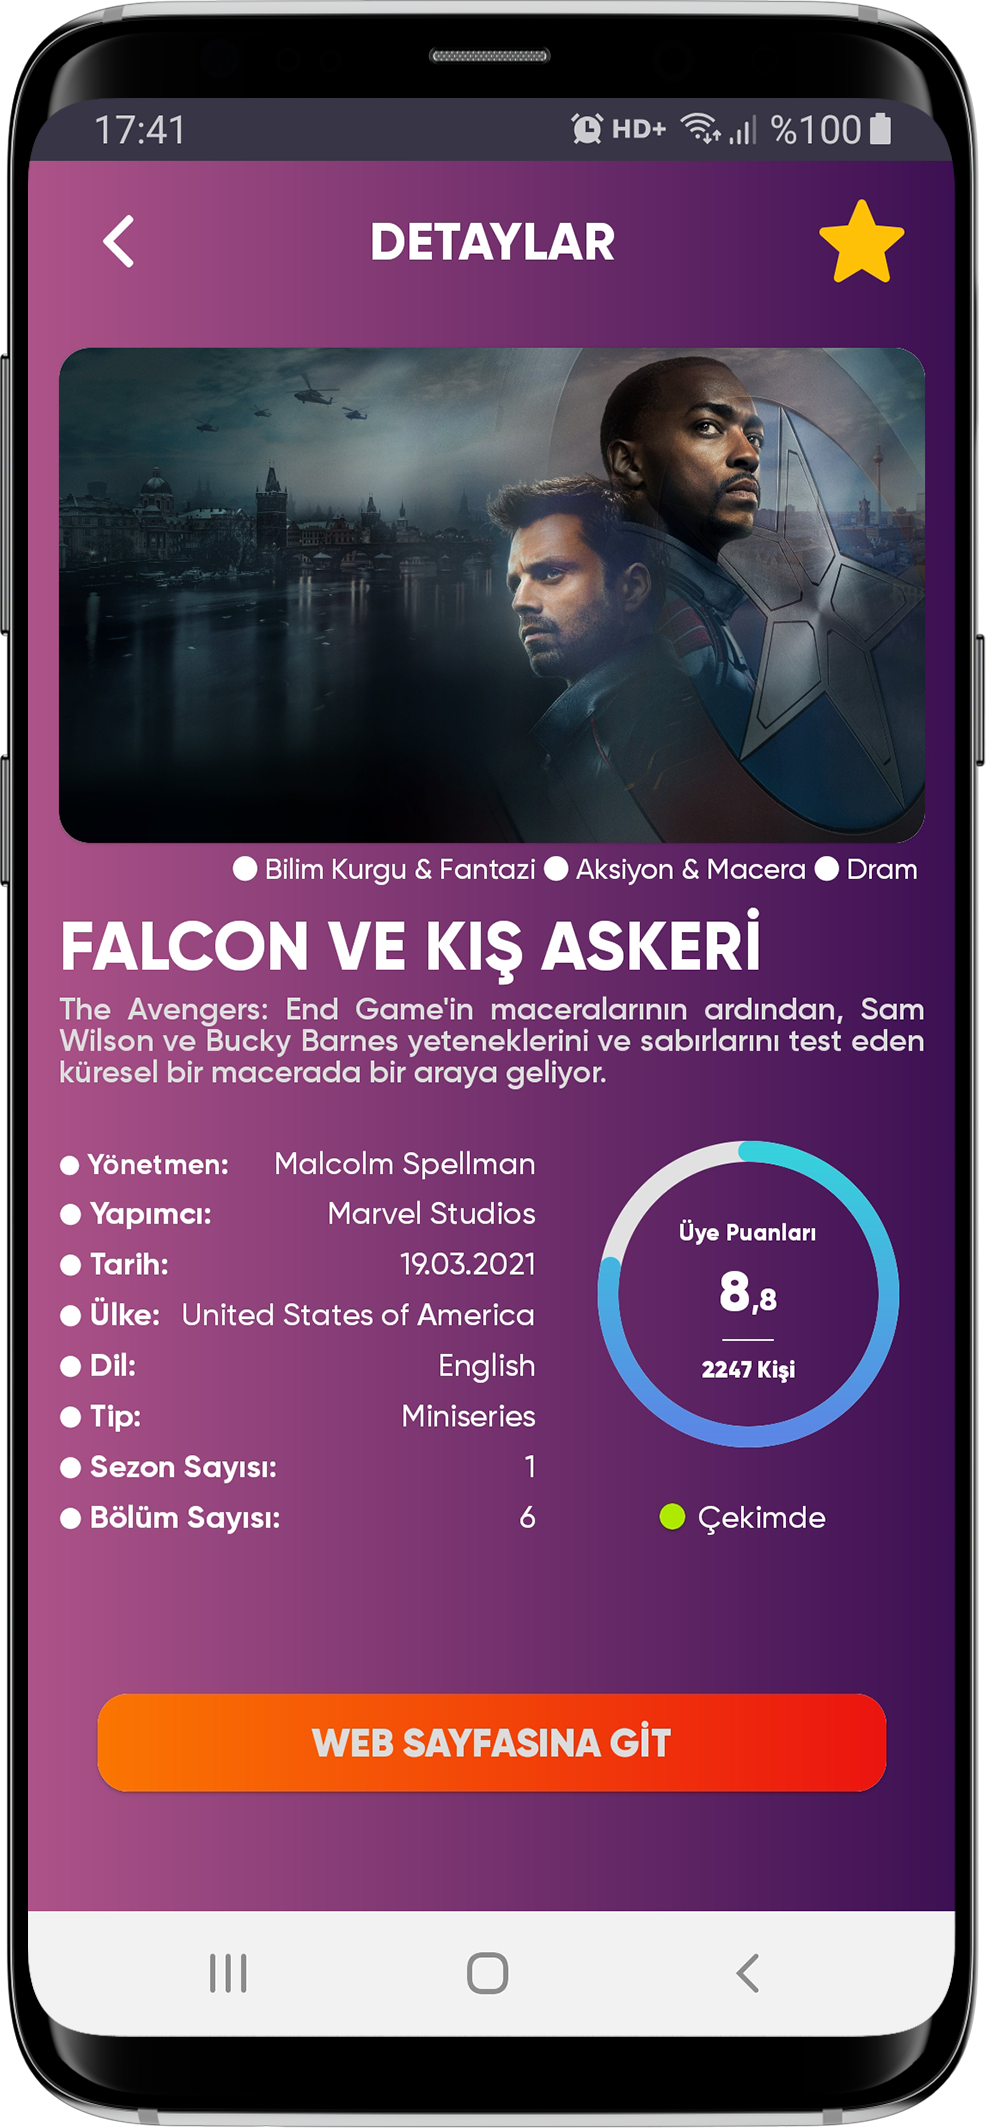 17:41 HD+ %100
DETAYLAR
Bilim Kurgu & Fantazi Aksiyon & Macera Dram
FALCON VE KIŞ ASKERİ
The Avengers: End Game'in maceralarının ardından, Sam
Wilson ve Bucky Barnes yeteneklerini ve sabırlarını test eden
küresel bir macerada bir araya geliyor.
Yönetmen: Malcolm Spellman
Yapımcı: Marvel Studios
Tarih: 19.03.2021
Ülke: United States of America
Dil: English
Tip: Miniseries
Sezon Sayısı: 1
Bölüm Sayısı: 6
Üye Puanları
8,8
2247 Kişi
Çekimde
WEB SAYFASINA GİT